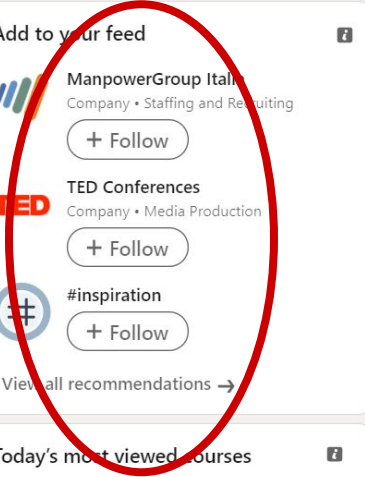 Add to your feed
ManpowerGroup Italia
Company • Staffing and Recruiting
+ Follow
TED
TED Conferences
Company • Media Production
+ Follow
#
#inspiration
+ Follow
View all recommendations →
Today's most viewed courses